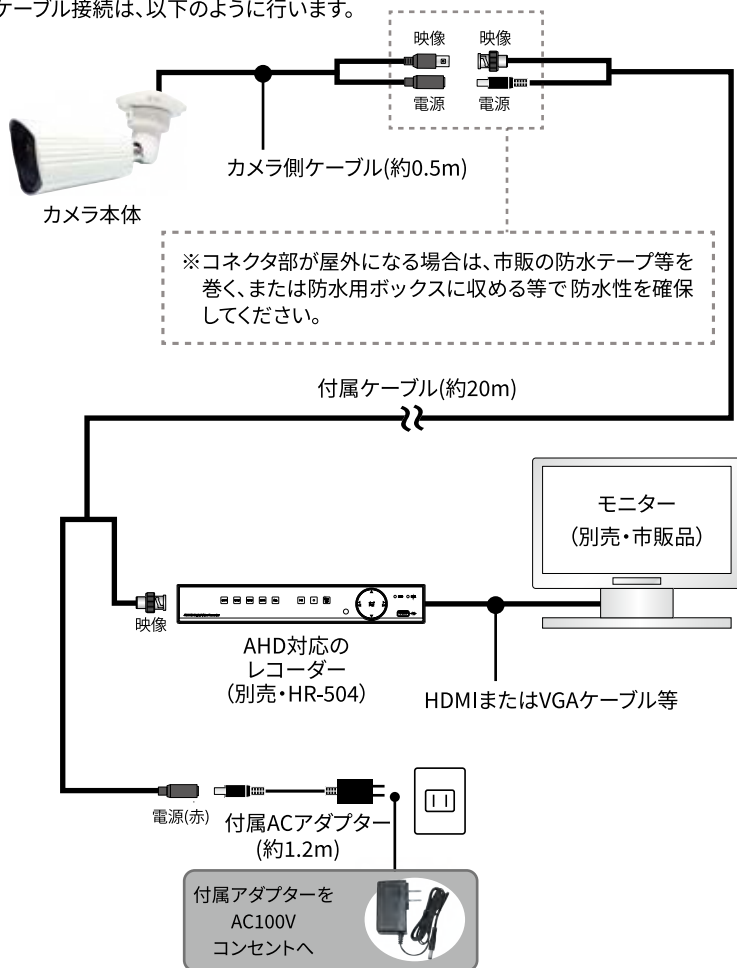 ケーブル接続は、以下のように行います。
映像
映像
電源
電源
カメラ側ケーブル(約0.5m)
カメラ本体
※コネクタ部が屋外になる場合は、市販の防水テープ等を
巻く、または防水用ボックスに収める等で防水性を確保
してください。
付属ケーブル(約20m)
モニター
（別売・市販品）
映像
AHD対応の
レコーダー
（別売・HR-504）
HDMIまたはVGAケーブル等
電源(赤)
付属ACアダプター
(約1.2m)
付属アダプターを
AC100V
コンセントへ